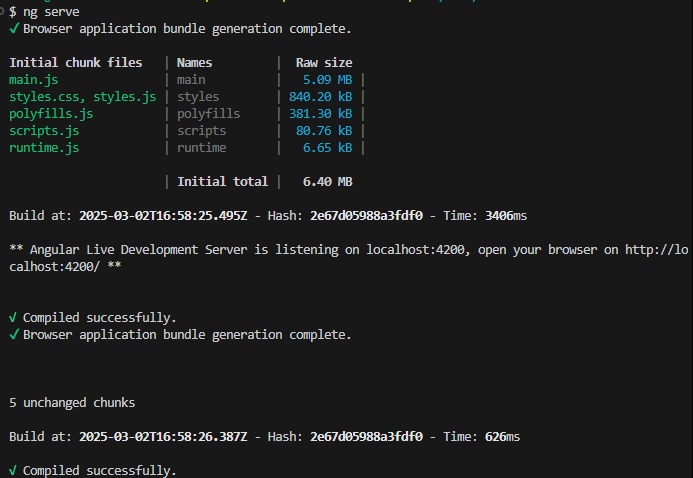 $ ng serve
✓ Browser application bundle generation complete.
Initial chunk files | Names | Raw size
main.js | main | 5.09 MB |
styles.css, styles.js | styles | 840.20 kB |
polyfills.js | polyfills | 381.30 kB |
scripts.js | scripts | 80.76 kB |
runtime.js | runtime | 6.65 kB |
| Initial total | 6.40 MB
Build at: 2025-03-02T16:58:25.495Z - Hash: 2e67d05988a3fdf0 - Time: 3406ms
** Angular Live Development Server is listening on localhost:4200, open your browser on http://lo
calhost:4200/ **
√ Compiled successfully.
✓ Browser application bundle generation complete.
5 unchanged chunks
Build at: 2025-03-02T16:58:26.387Z - Hash: 2e67d05988a3fdf0 - Time: 626ms
√ Compiled successfully.